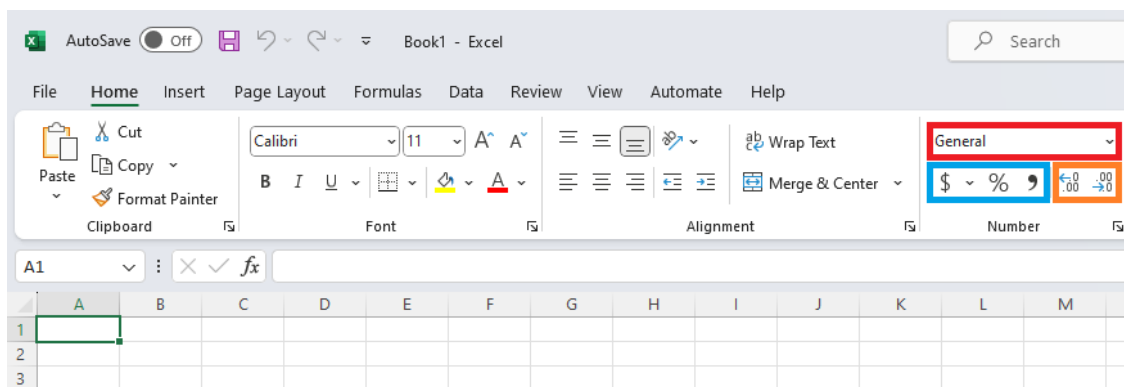 AutoSave Off Book1 - Excel Search
File Home Insert Page Layout Formulas Data Review View Automate Help
Cut
Copy
Paste
Format Painter
Clipboard
Calibri 11 A A
B I U A
Font
ab Wrap Text
Merge & Center
Alignment
General
$ % , .00 .00
Number
A1 fx
A B C D E F G H I J K L M
1
2
3